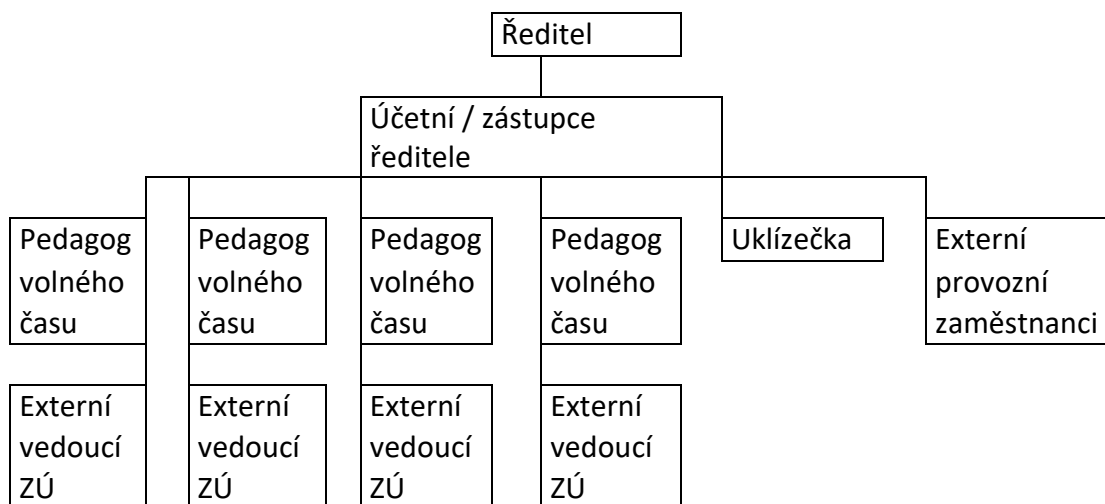 Ředitel
Účetní / zástupce
ředitele
Pedagog
volného
času
Pedagog
volného
času
Pedagog
volného
času
Pedagog
volného
času
Uklízečka
Externí
provozní
zaměstnanci
Externí
vedoucí
ZÚ
Externí
vedoucí
ZÚ
Externí
vedoucí
ZÚ
Externí
vedoucí
ZÚ